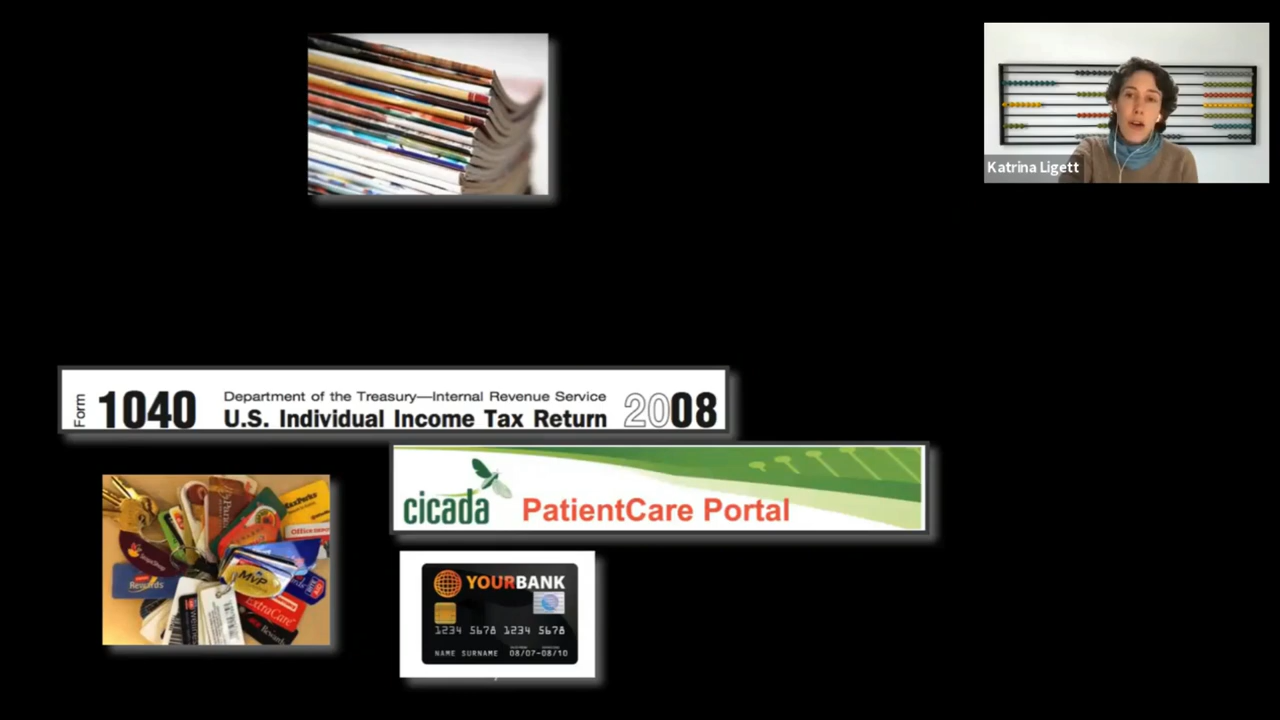 Katrina Ligett
Form 1040
Department of the Treasury—Internal Revenue Service
U.S. Individual Income Tax Return
2008
cicada
PatientCare Portal
Rewards
MVP
ExtraCare
YOURBANK
1234 5678 1234 5678
NAME SURNAME 08/07-08/10